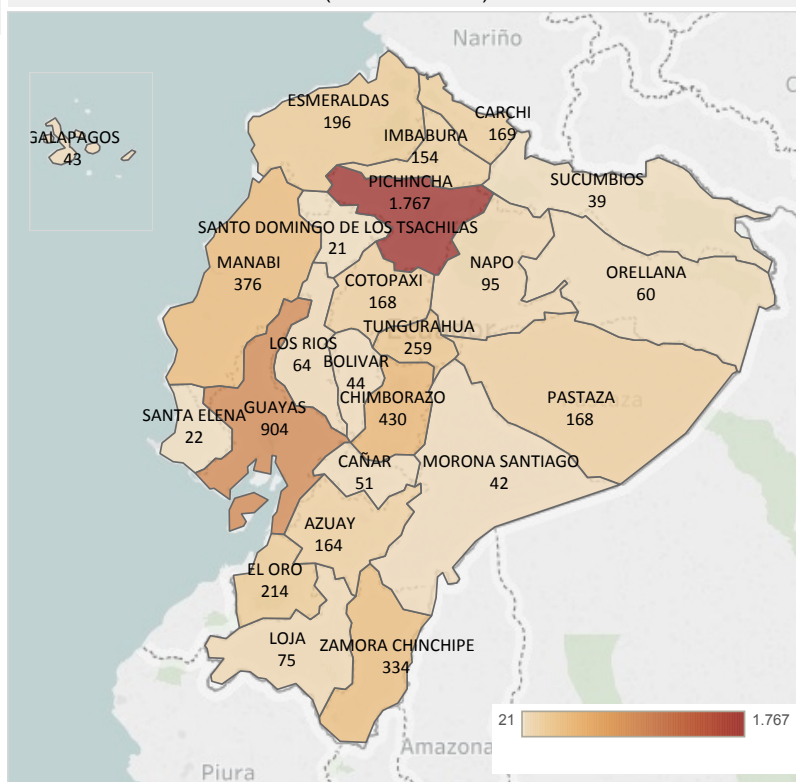 Nariño
ESMERALDAS
196
CARCHI
169
IMBABURA
154
GALAPAGOS
43
PICHINCHA
1.767
SUCUMBIOS
39
SANTO DOMINGO DE LOS TSACHILAS
21
MANABI
376
NAPO
95
ORELLANA
60
COTOPAXI
168
TUNGURAHUA
259
LOS RIOS
64
BOLIVAR
44
CHIMBORAZO
430
PASTAZA
168
SANTA ELENA
22
GUAYAS
904
CAÑAR
51
MORONA SANTIAGO
42
AZUAY
164
EL ORO
214
LOJA
75
ZAMORA CHINCHIPE
334
21
1.767
Amazona
Piura